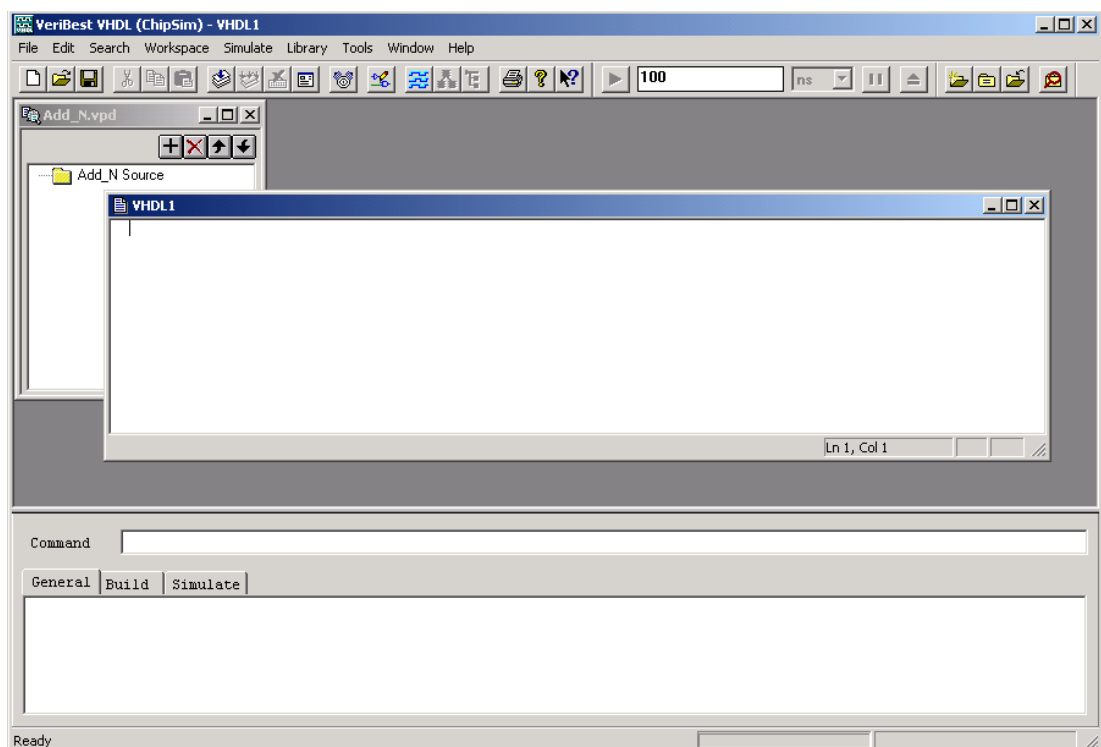 VeriBest VHDL (ChipSim) - VHDL1
File Edit Search Workspace Simulate Library Tools Window Help
100 ns
Add_N.vpd
Add_N Source
VHDL1
Ln 1, Col 1
Command
General Build Simulate
Ready